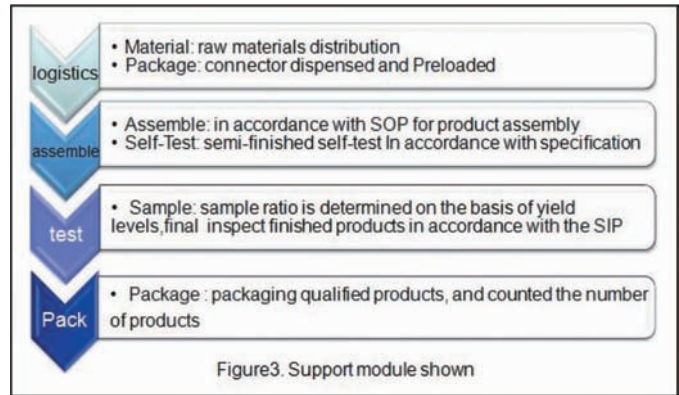 logistics
• Material: raw materials distribution
• Package: connector dispensed and Preloaded
assemble
• Assemble: in accordance with SOP for product assembly
• Self-Test: semi-finished self-test In accordance with specification
test
• Sample: sample ratio is determined on the basis of yield
levels,final inspect finished products in accordance with the SIP
Pack
• Package : packaging qualified products, and counted the number
of products
Figure3. Support module shown